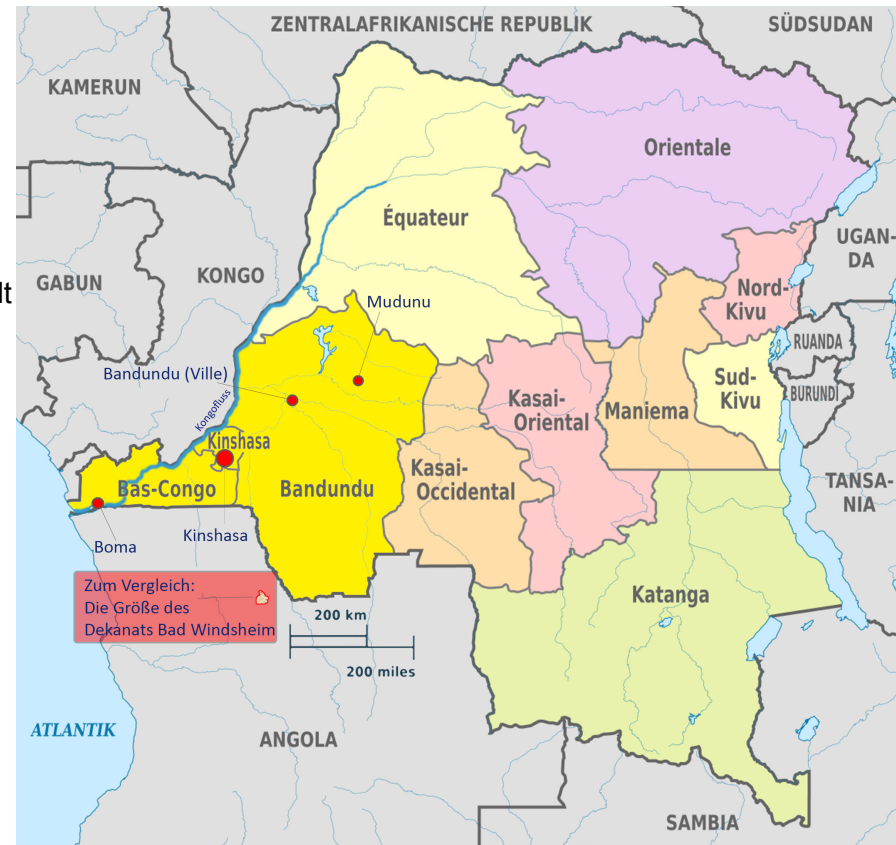 ZENTRALAFRIKANISCHE REPUBLIK
SÜDSUDAN
KAMERUN
Orientale
Équateur
UGAN-
DA
GABUN
KONGO
lt
Nord-
Kivu
Mudunu
RUANDA
Bandundu (Ville)
Sud-
Kivu
BURUNDI
Kongofluss
Kasai-
Oriental
Maniema
Kinshasa
Kasai-
Occidental
Bas-Congo
Bandundu
TANSA-
NIA
Kinshasa
Boma
Zum Vergleich:
Die Größe des
Dekanats Bad Windsheim
Katanga
200 km
200 miles
ATLANTIK
ANGOLA
SAMBIA